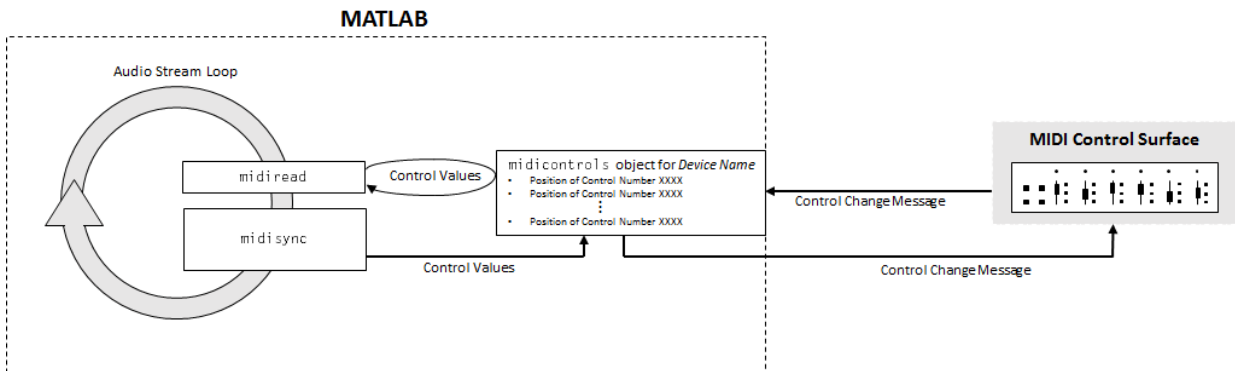 MATLAB
Audio Stream Loop
midiread
midisync
Control Values
midicontrols object for Device Name
• Position of Control Number XXXX
• Position of Control Number XXXX
⋮
• Position of Control Number XXXX
Control Values
Control Change Message
Control Change Message
MIDI Control Surface